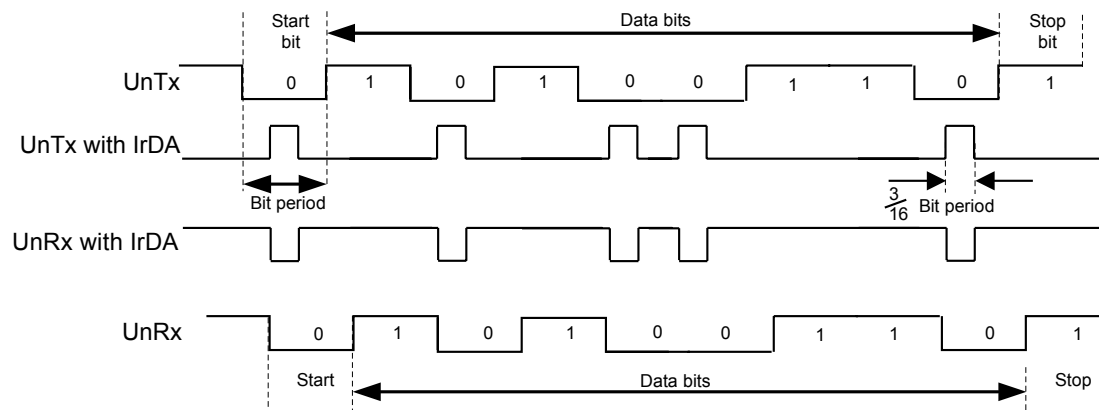 Start bit
Data bits
Stop bit
UnTx
0 1 0 1 0 0 1 1 0 1
UnTx with IrDA
Bit period
3/16 Bit period
UnRx with IrDA
UnRx
0 1 0 1 0 0 1 1 0 1
Start
Data bits
Stop